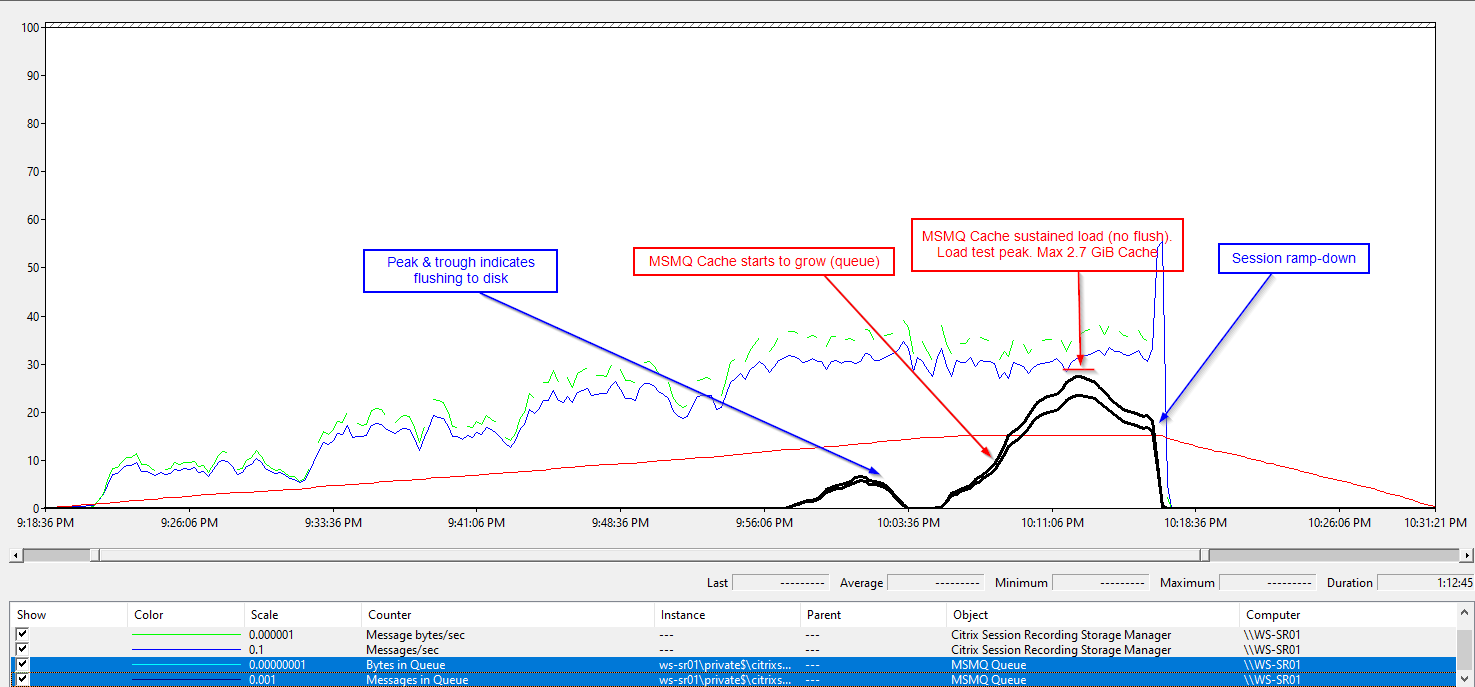 100
90
80
70
60
50
40
30
20
10
0
Peak & trough indicates
flushing to disk
MSMQ Cache starts to grow (queue)
MSMQ Cache sustained load (no flush).
Load test peak. Max 2.7 GiB Cache
Session ramp-down
9:18:36 PM 9:26:06 PM 9:33:36 PM 9:41:06 PM 9:48:36 PM 9:56:06 PM 10:03:36 PM 10:11:06 PM 10:18:36 PM 10:26:06 PM 10:31:21 PM
Last --------- Average --------- Minimum --------- Maximum --------- Duration 1:12:45
Show Color Scale Counter Instance Parent Object Computer
0.000001 Message bytes/sec --- --- Citrix Session Recording Storage Manager \\WS-SR01
0.1 Messages/sec --- --- Citrix Session Recording Storage Manager \\WS-SR01
0.00000001 Bytes in Queue ws-sr01\private$\citrixs... --- MSMQ Queue \\WS-SR01
0.001 Messages in Queue ws-sr01\private$\citrixs... --- MSMQ Queue \\WS-SR01